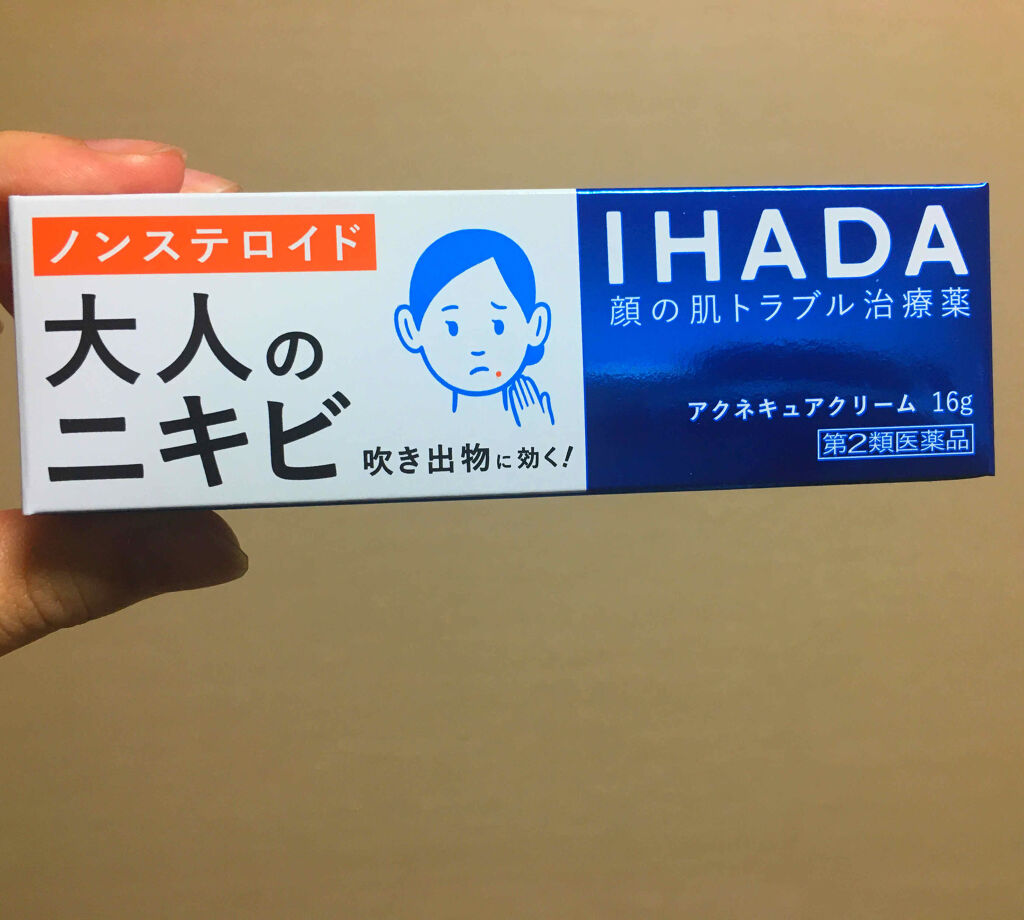 ノンステロイド
大人の
ニキビ
吹き出物に効く!
IHADA
顔の肌トラブル治療薬
アクネキュアクリーム 16g
第2類医薬品